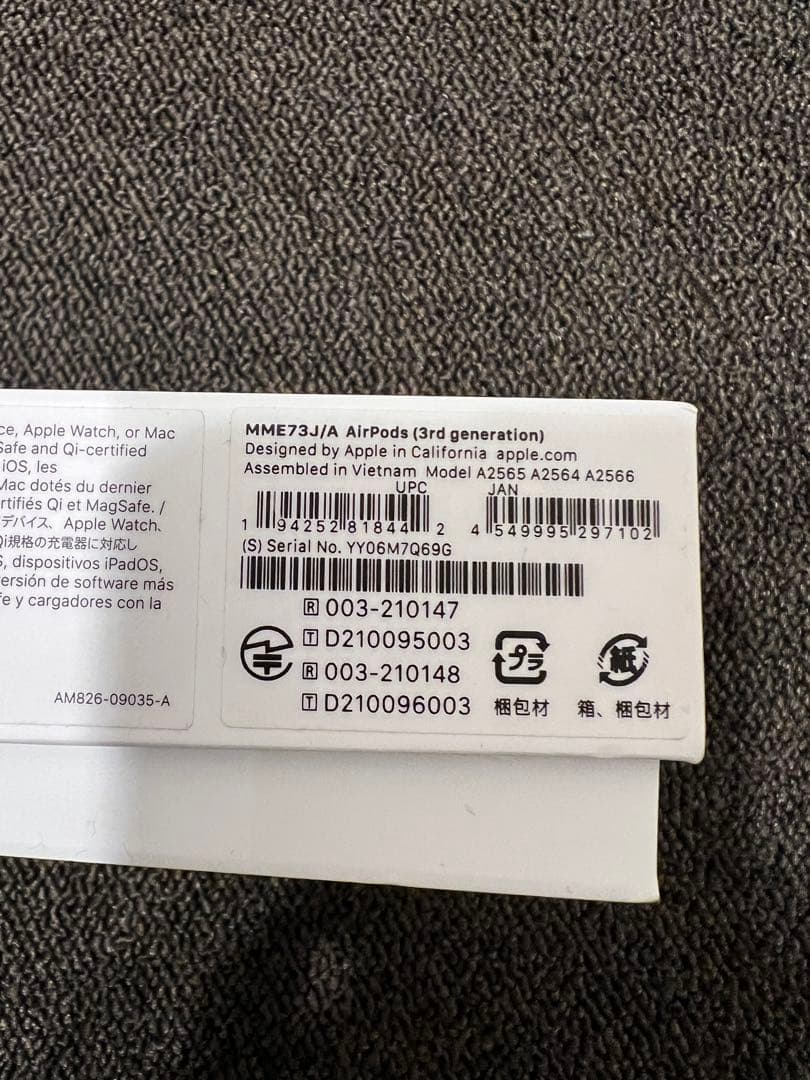 ce, Apple Watch, or Mac
Safe and Qi-certified
iOS, les
Mac dotés du dernier
ertifiés Qi et MagSafe. /
デバイス、Apple Watch、
Qi規格の充電器に対応し
S, dispositivos iPadOS,
ersión de software más
fe y cargadores con la
AM826-09035-A
MME73J/A AirPods (3rd generation)
Designed by Apple in California apple.com
Assembled in Vietnam Model A2565 A2564 A2566
UPC JAN
1 94252 81844 2 4 549995 297102
(S) Serial No. YY06M7Q69G
R 003-210147
T D210095003
R 003-210148
T D210096003
プラ
梱包材
紙
箱、梱包材